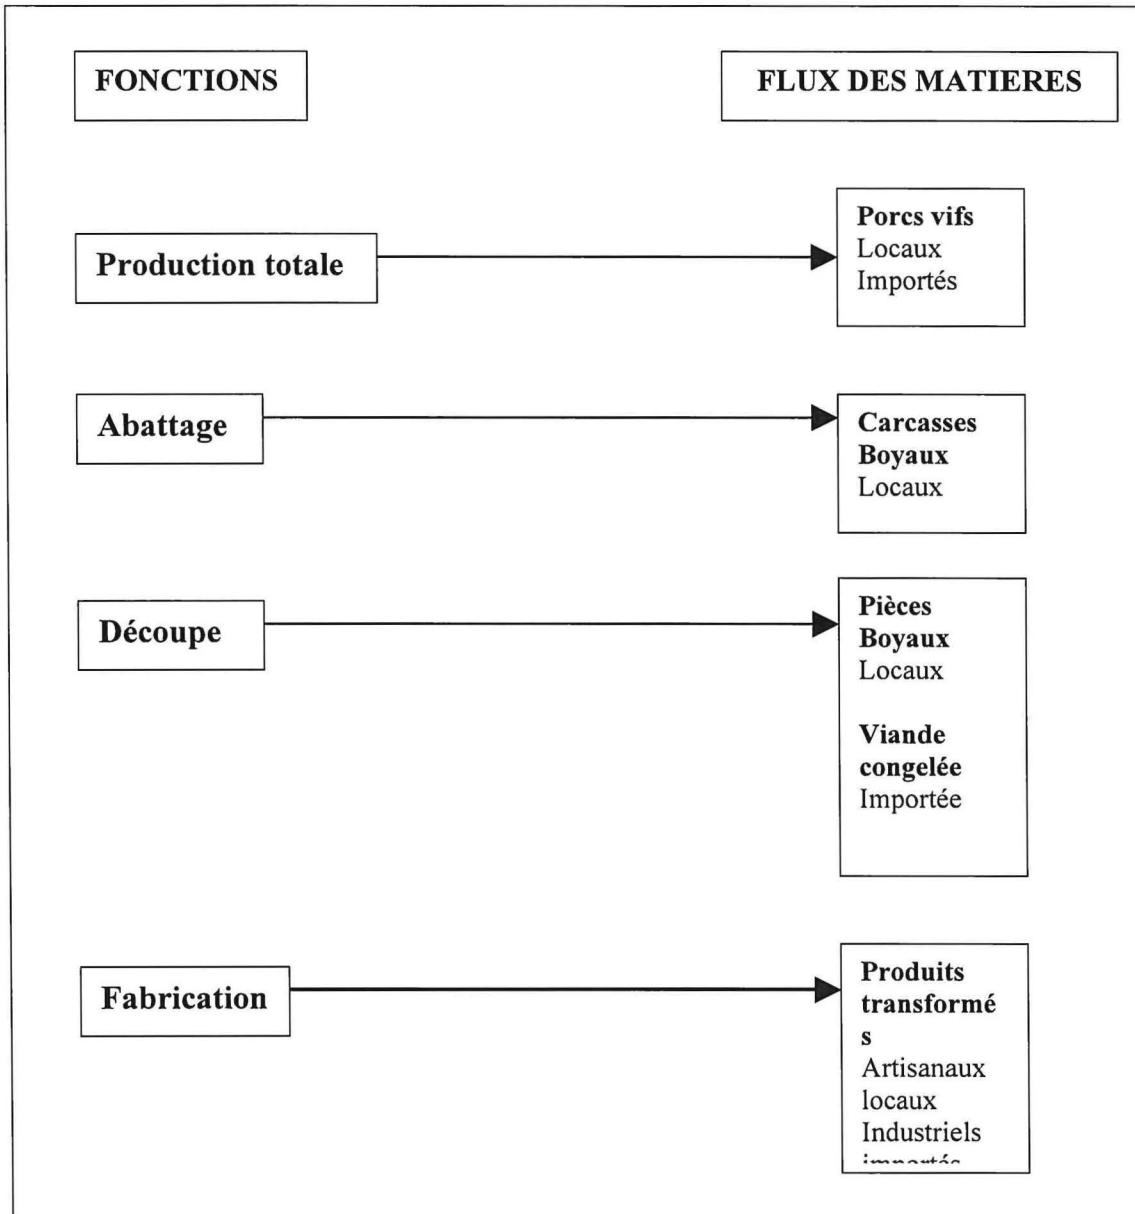 FONCTIONS
FLUX DES MATIERES
Production totale
Porcs vifs
Locaux
Importés
Abattage
Carcasses
Boyaux
Locaux
Découpe
Pièces
Boyaux
Locaux
Viande
congelée
Importée
Fabrication
Produits
transformé
s
Artisanaux
locaux
Industriels
importés